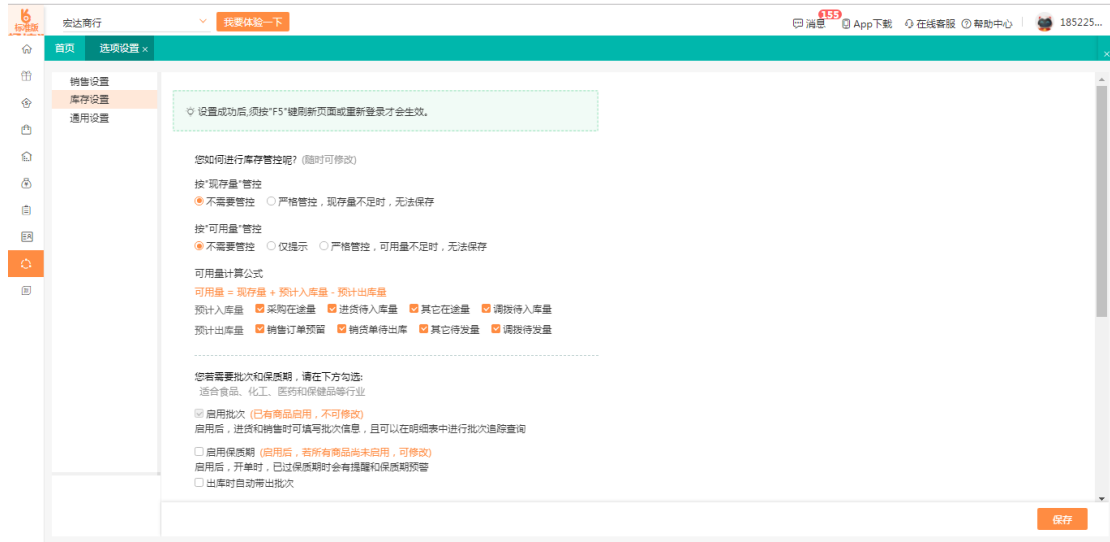 标准版
宏达商行
我要体验一下
消息
155
App下载
在线客服
帮助中心
185225...
首页
选项设置 ×
销售设置
库存设置
通用设置
设置成功后,须按"F5"键刷新页面或重新登录才会生效。
您如何进行库存管控呢? (随时可修改)
按"现存量"管控
不需要管控 严格管控，现存量不足时，无法保存
按"可用量"管控
不需要管控 仅提示 严格管控，可用量不足时，无法保存
可用量计算公式
可用量 = 现存量 + 预计入库量 - 预计出库量
预计入库量 采购在途量 进货待入库量 其它在途量 调拨待入库量
预计出库量 销售订单预留 销货单待出库 其它待发量 调拨待发量
您若需要批次和保质期，请在下方勾选:
适合食品、化工、医药和保健品等行业
启用批次 (已有商品启用，不可修改)
启用后，进货和销售时可填写批次信息，且可以在明细表中进行批次追踪查询
启用保质期 (启用后，若所有商品尚未启用，可修改)
启用后，开单时，已过保质期时会有提醒和保质期预警
出库时自动带出批次
保存